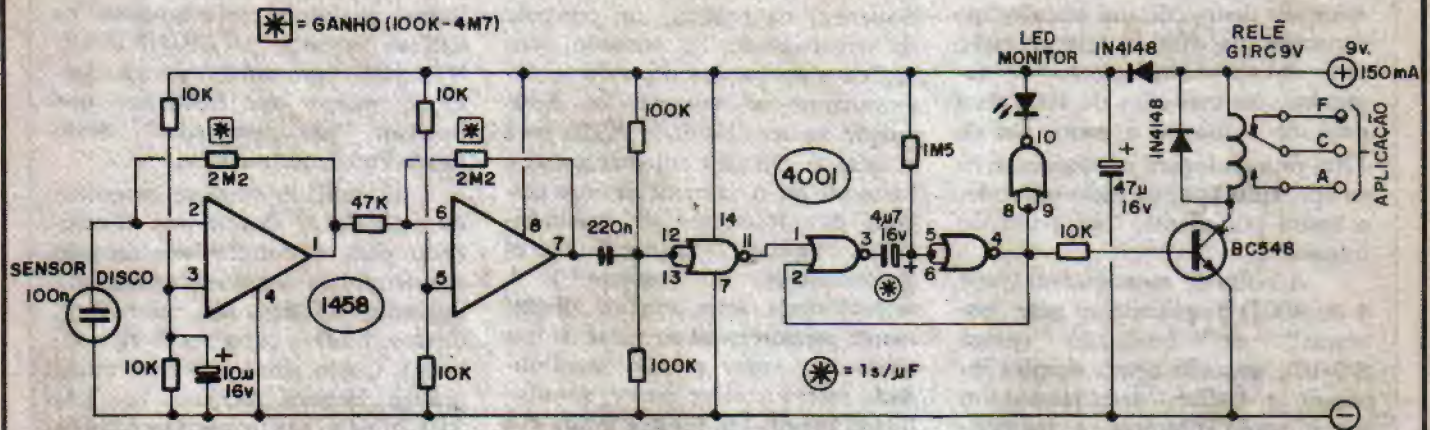 ✱ = GANHO (100K-4M7)
LED
MONITOR
1N4148
RELÊ
G1RC9V
9v.
150mA
+
10K
✱
2M2
10K
✱
2M2
100K
1M5
10
8
9
4001
47µ
16v
+
1N4148
F
C
A
APLICAÇÃO
2
3
1
4
47K
6
5
8
7
220n
12
13
14
11
7
1
2
3
4µ7
16v
+
✱
5
6
4
10K
BC548
SENSOR
DISCO
100n
1458
10K
10µ
16v
+
10K
100K
✱ = 1s/µF
−